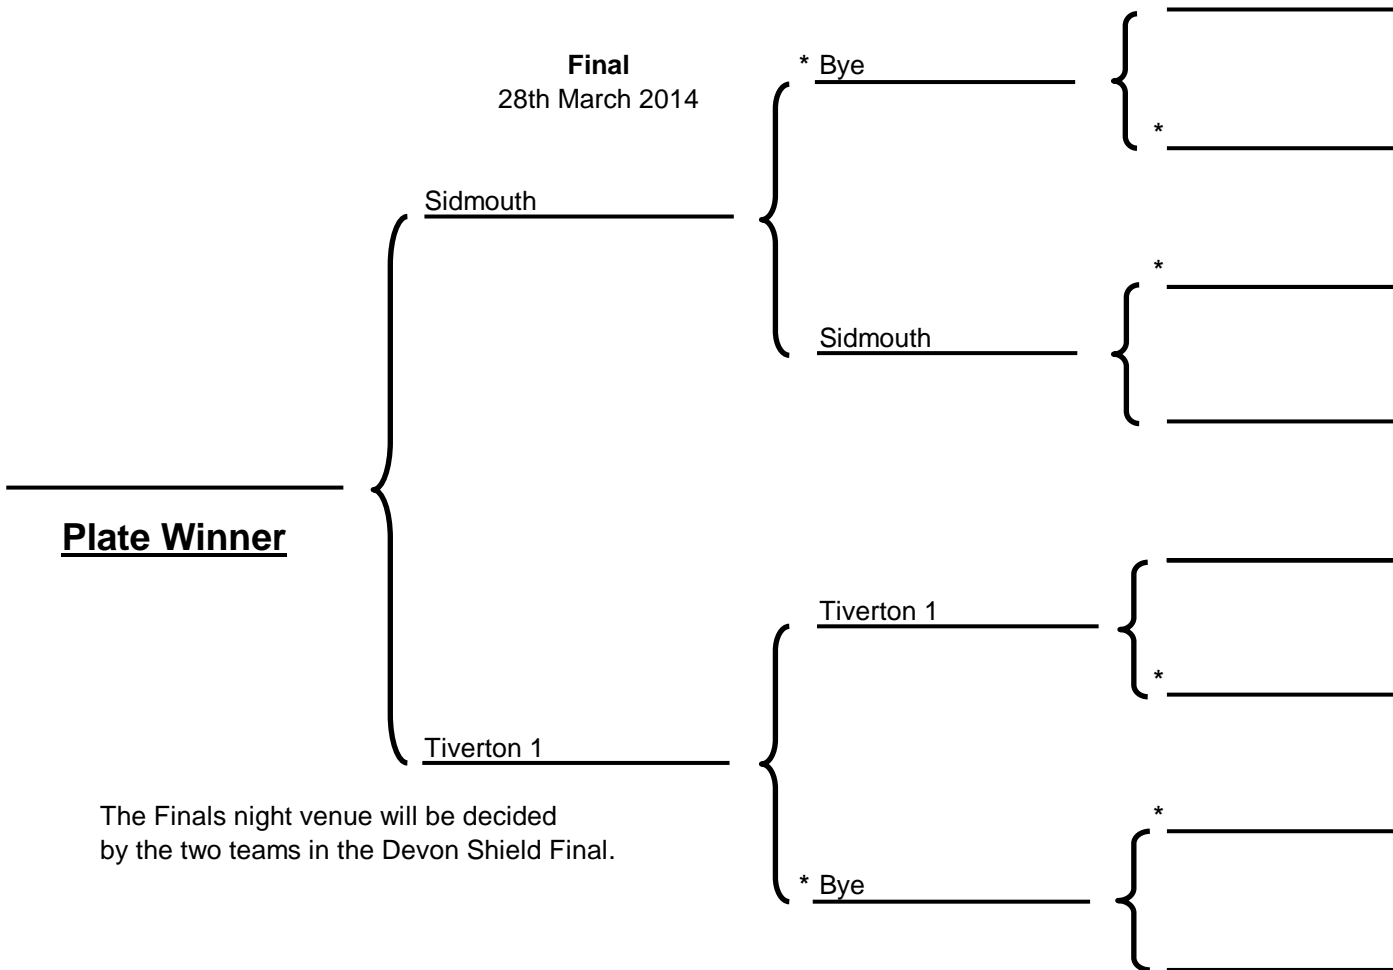 Final
28th March 2014
* Bye
*
Sidmouth
*
Sidmouth
Plate Winner
Tiverton 1
*
Tiverton 1
The Finals night venue will be decided
by the two teams in the Devon Shield Final.
*
* Bye